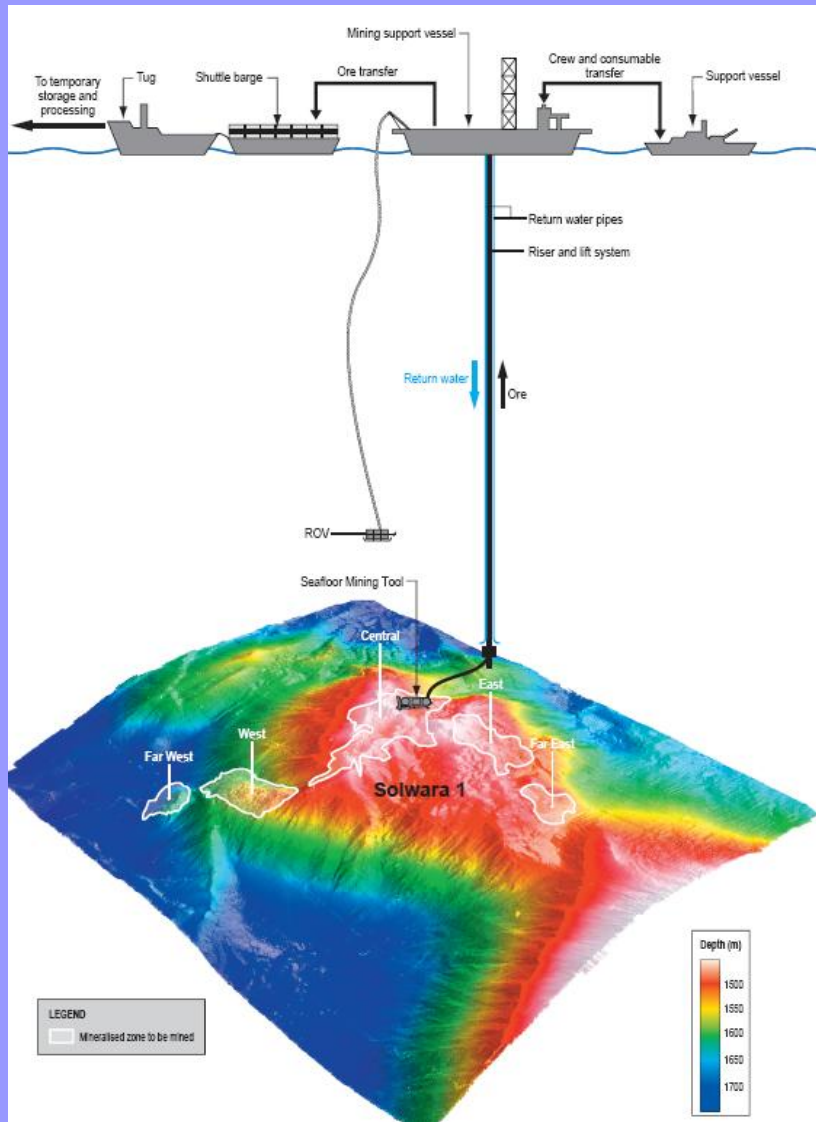 Mining support vessel
To temporary
storage and
processing
Tug
Shuttle barge
Ore transfer
Crew and consumable
transfer
Support vessel
Return water pipes
Riser and lift system
Return water
Ore
ROV
Seafloor Mining Tool
Central
East
West
Far West
Far East
Solwara 1
Depth (m)
1500
1550
1600
1650
1700
LEGEND
Mineralised zone to be mined